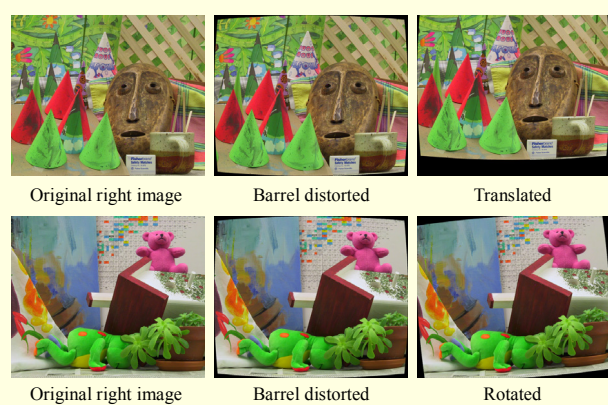 Original right image
Barrel distorted
Translated
Original right image
Barrel distorted
Rotated